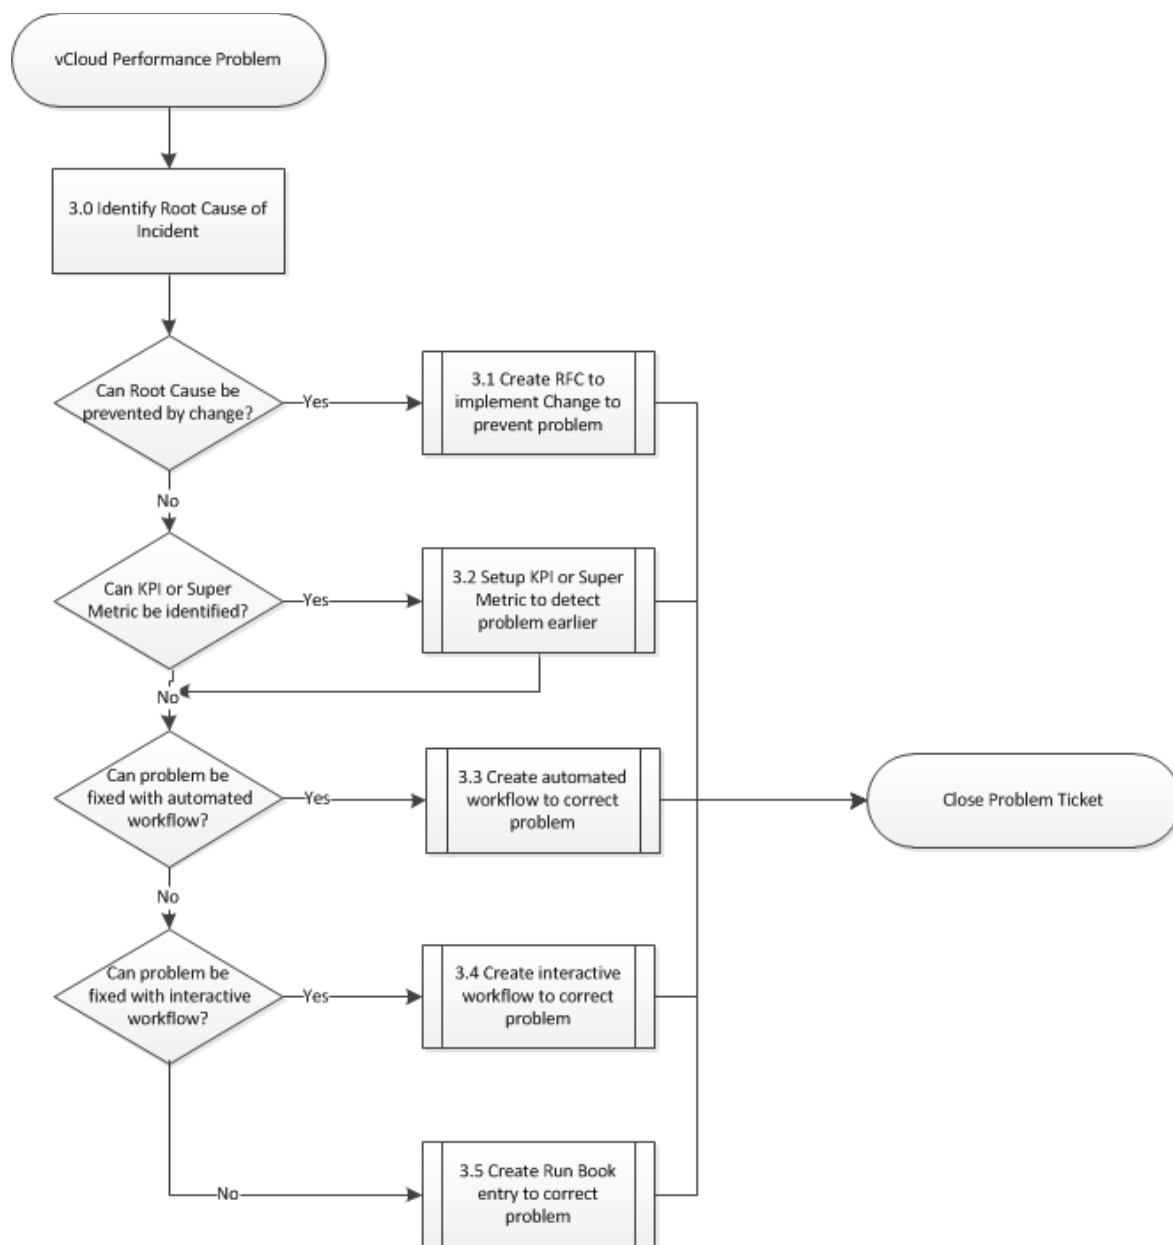 vCloud Performance Problem
3.0 Identify Root Cause of
Incident
Can Root Cause be
prevented by change?
Yes
3.1 Create RFC to
implement Change to
prevent problem
No
Can KPI or Super
Metric be identified?
Yes
3.2 Setup KPI or Super
Metric to detect
problem earlier
No
Can problem be
fixed with automated
workflow?
Yes
3.3 Create automated
workflow to correct
problem
Close Problem Ticket
No
Can problem be
fixed with interactive
workflow?
Yes
3.4 Create interactive
workflow to correct
problem
No
3.5 Create Run Book
entry to correct
problem